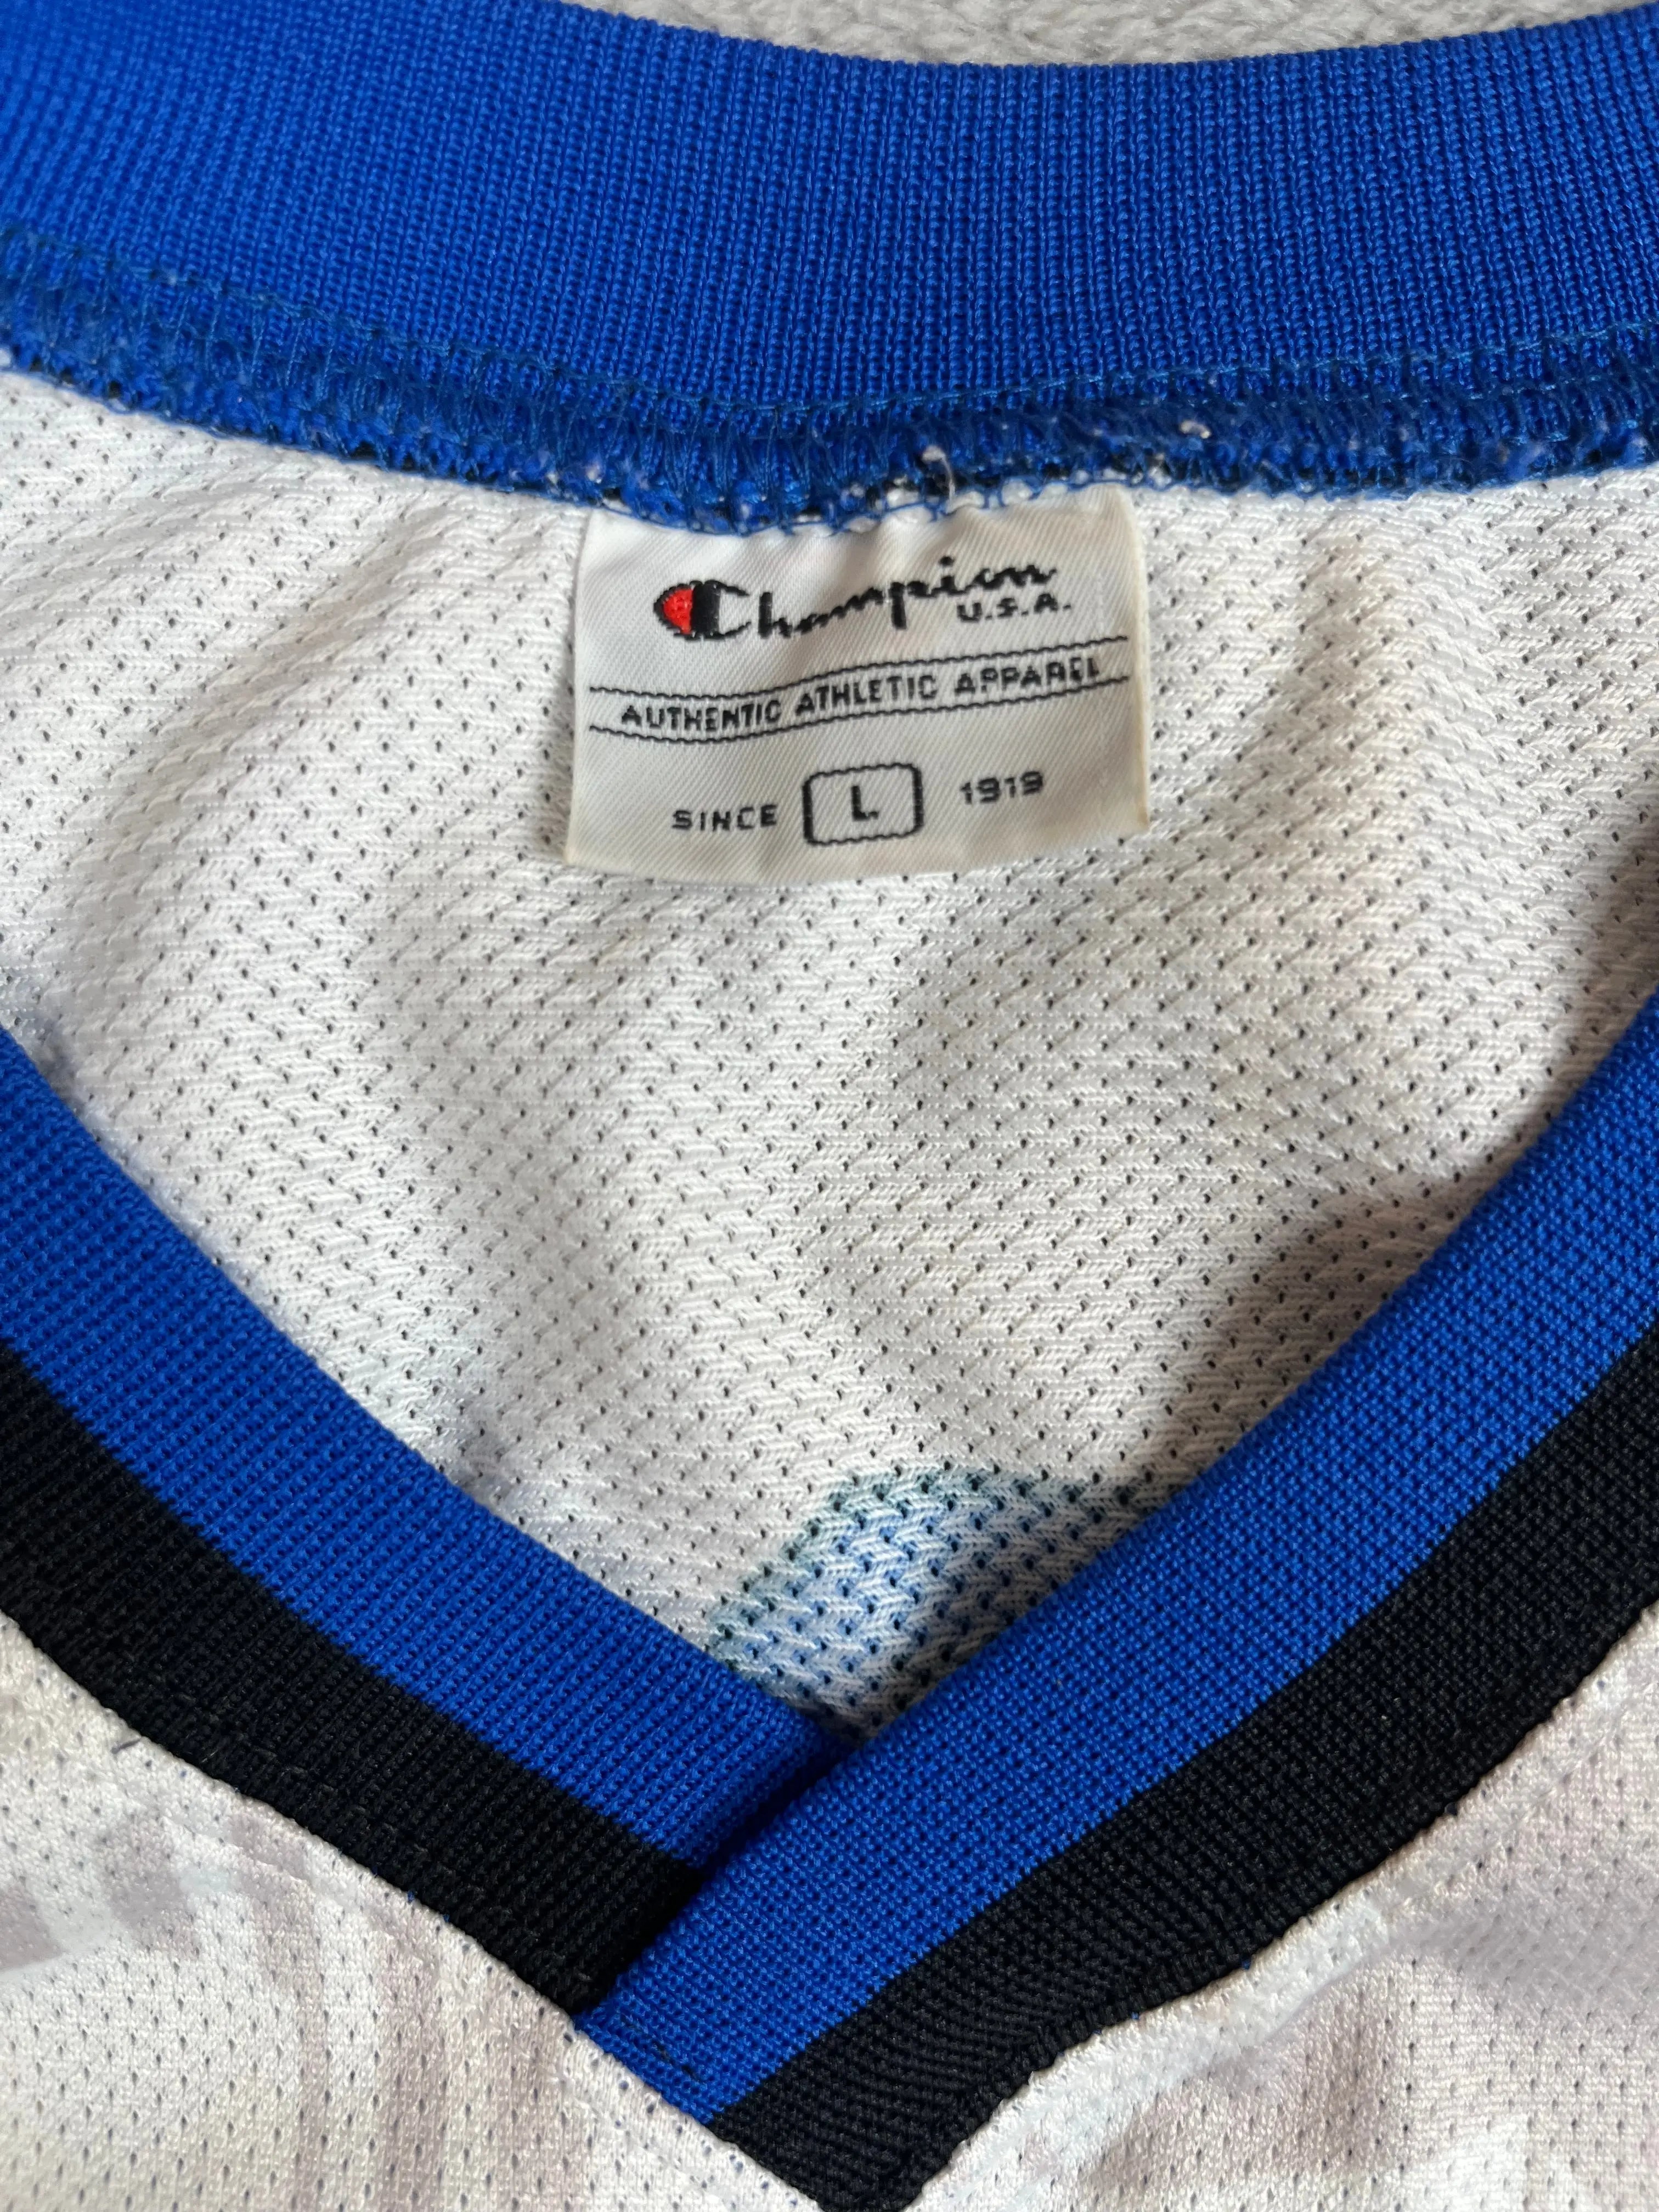 Champion
U.S.A.
AUTHENTIC ATHLETIC APPAREL
SINCE L 1919